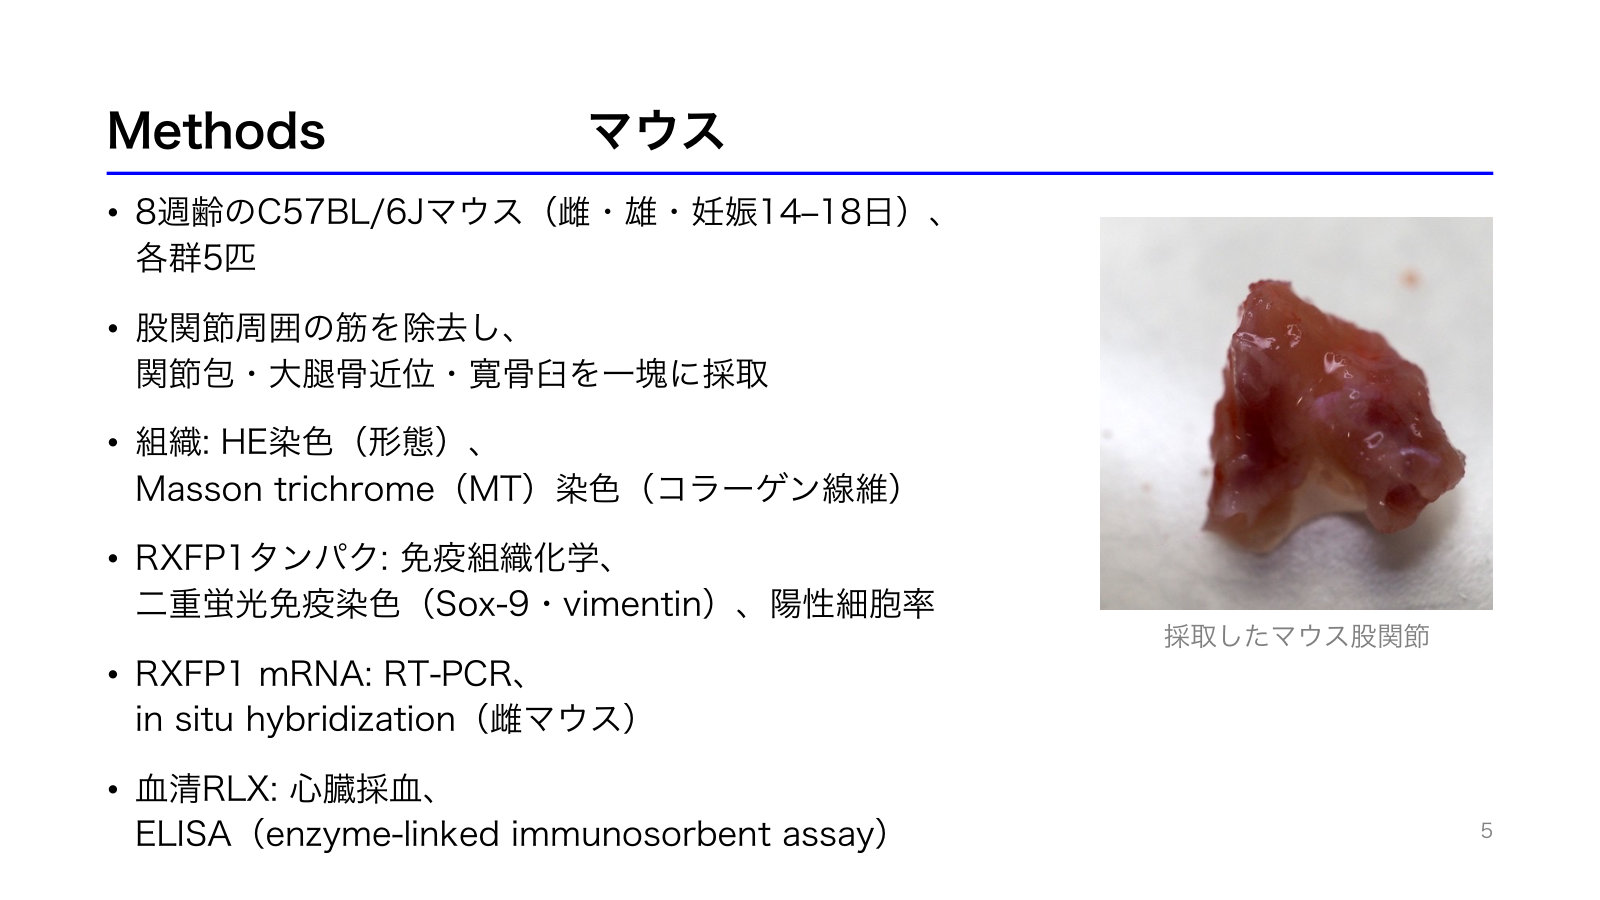 Methods マウス
• 8週齢のC57BL/6Jマウス（雌・雄・妊娠14–18日）、
各群5匹
• 股関節周囲の筋を除去し、
関節包・大腿骨近位・寛骨臼を一塊に採取
• 組織: HE染色（形態）、
Masson trichrome（MT）染色（コラーゲン線維）
• RXFP1タンパク: 免疫組織化学、
二重蛍光免疫染色（Sox-9・vimentin）、陽性細胞率
• RXFP1 mRNA: RT-PCR、
in situ hybridization（雌マウス）
• 血清RLX: 心臓採血、
ELISA（enzyme-linked immunosorbent assay）
採取したマウス股関節
5